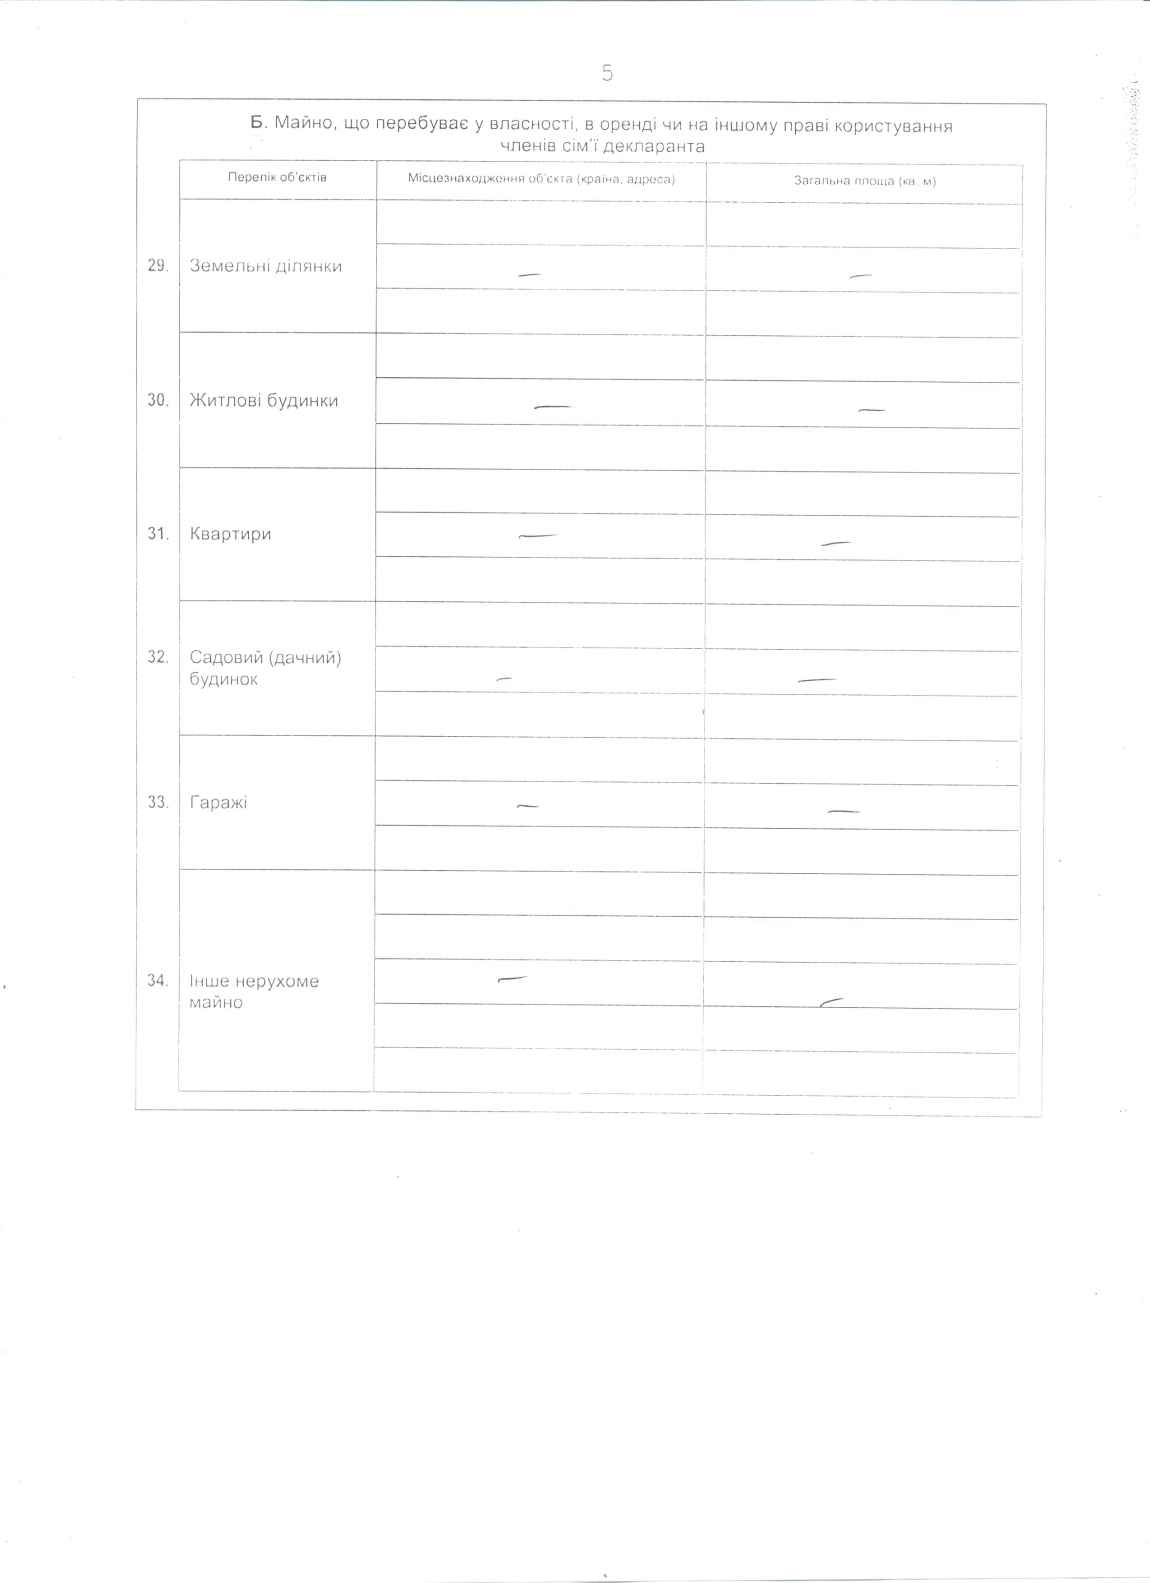 5
Б. Майно, що перебуває у власності, в оренді чи на іншому праві користування
членів сім'ї декларанта
Перелік об'єктів Місцезнаходження об'єкта (країна, адреса) Загальна площа (кв. м)
29. Земельні ділянки — —
30. Житлові будинки — —
31. Квартири — —
32. Садовий (дачний)
будинок — —
33. Гаражі — —
34. Інше нерухоме — 
майно —